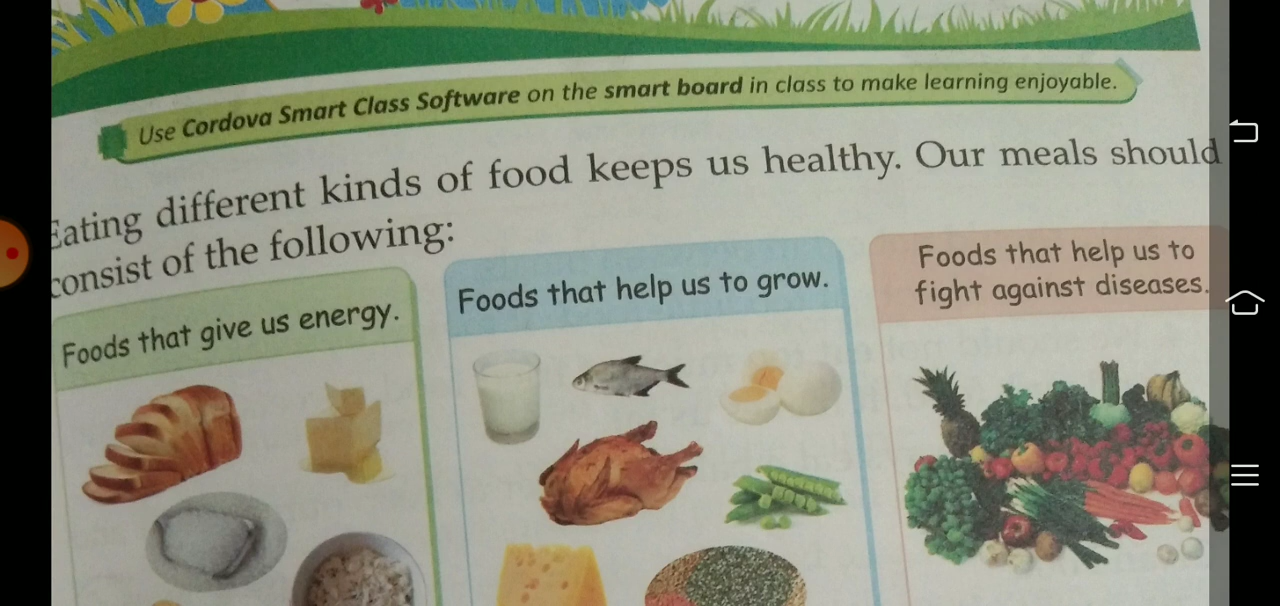 Use Cordova Smart Class Software on the smart board in class to make learning enjoyable.
Eating different kinds of food keeps us healthy. Our meals should
consist of the following:
Foods that give us energy.
Foods that help us to grow.
Foods that help us to
fight against diseases.